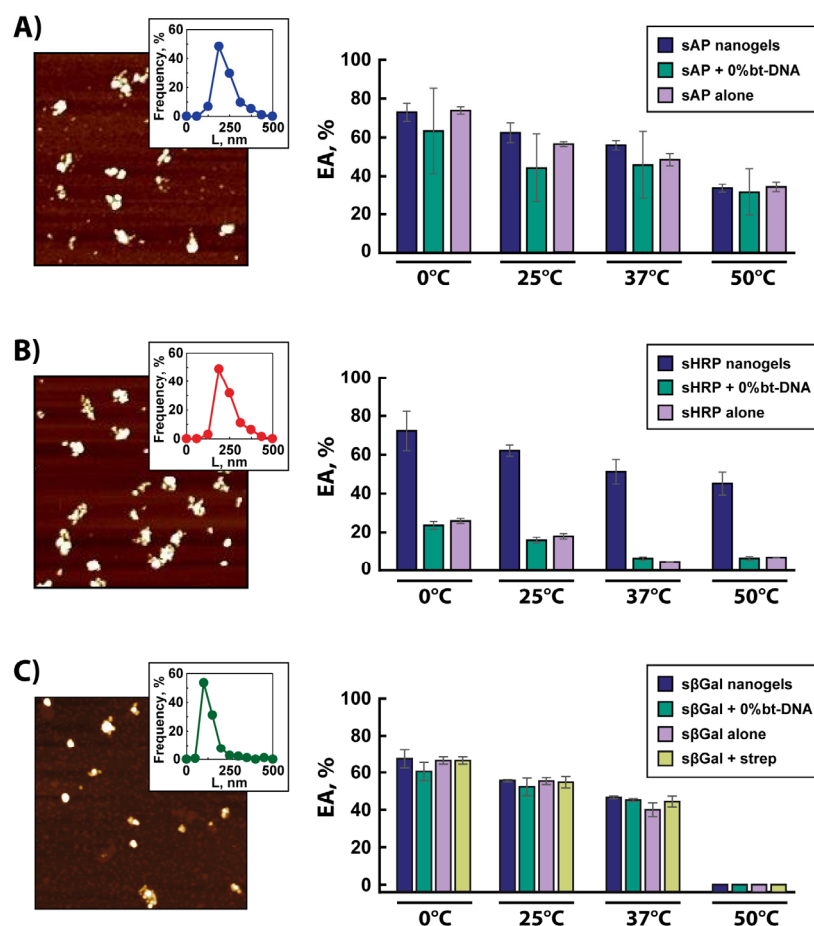 A)
Frequency, %
60
40
20
0
0
250
500
L, nm
EA, %
100
80
60
40
20
0
sAP nanogels
sAP + 0%bt-DNA
sAP alone
0°C
25°C
37°C
50°C
B)
Frequency, %
60
40
20
0
0
250
500
L, nm
EA, %
100
80
60
40
20
0
sHRP nanogels
sHRP + 0%bt-DNA
sHRP alone
0°C
25°C
37°C
50°C
C)
Frequency, %
60
40
20
0
0
250
500
L, nm
EA, %
100
80
60
40
20
0
sβGal nanogels
sβGal + 0%bt-DNA
sβGal alone
sβGal + strep
0°C
25°C
37°C
50°C